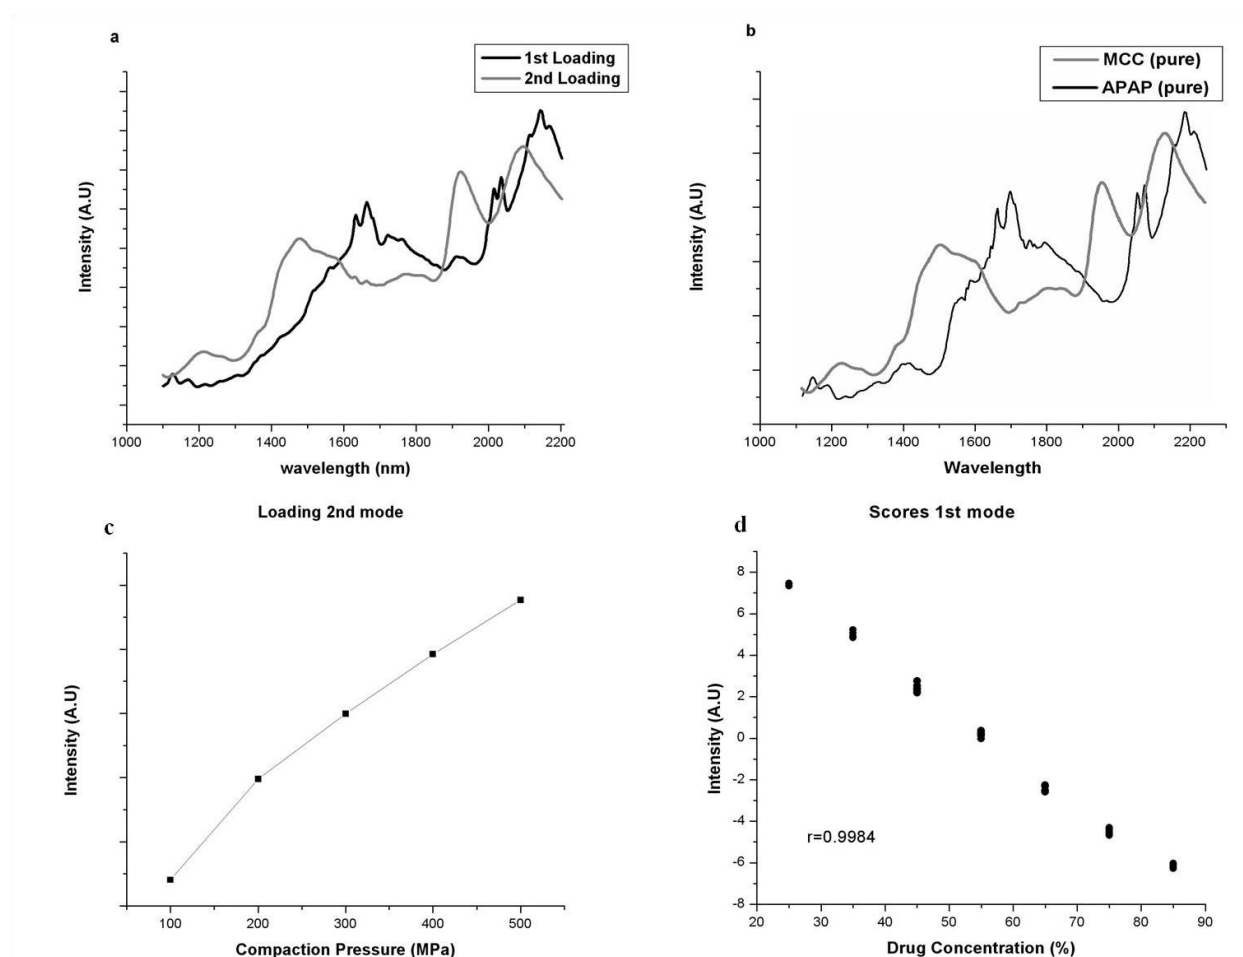 a
1st Loading
2nd Loading
Intensity (A.U)
1000 1200 1400 1600 1800 2000 2200
wavelength (nm)
b
MCC (pure)
APAP (pure)
Intensity (A.U)
1000 1200 1400 1600 1800 2000 2200
Wavelength
c
Loading 2nd mode
Intensity (A.U)
100 200 300 400 500
Compaction Pressure (MPa)
d
Scores 1st mode
Intensity (A.U)
8
6
4
2
0
-2
-4
-6
-8
r=0.9984
20 30 40 50 60 70 80 90
Drug Concentration (%)